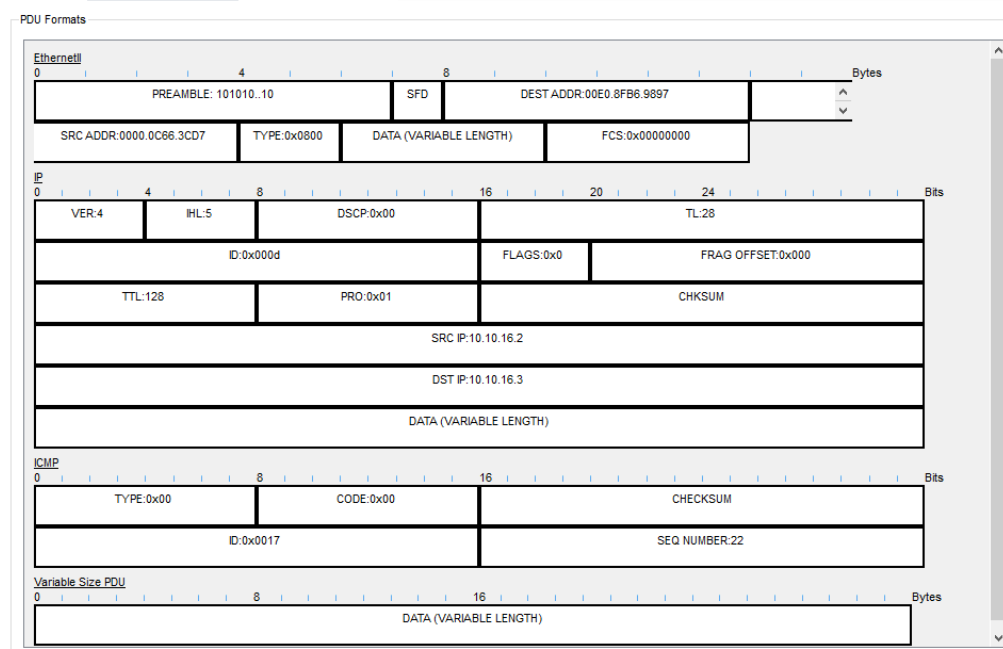 PDU Formats
EthernetII
0 4 8 Bytes
PREAMBLE: 101010..10 SFD DEST ADDR:00E0.8FB6.9897
SRC ADDR:0000.0C66.3CD7 TYPE:0x0800 DATA (VARIABLE LENGTH) FCS:0x00000000
IP
0 4 8 16 20 24 Bits
VER:4 IHL:5 DSCP:0x00 TL:28
ID:0x000d FLAGS:0x0 FRAG OFFSET:0x000
TTL:128 PRO:0x01 CHKSUM
SRC IP:10.10.16.2
DST IP:10.10.16.3
DATA (VARIABLE LENGTH)
ICMP
0 8 16 Bits
TYPE:0x00 CODE:0x00 CHECKSUM
ID:0x0017 SEQ NUMBER:22
Variable Size PDU
0 8 16 Bytes
DATA (VARIABLE LENGTH)